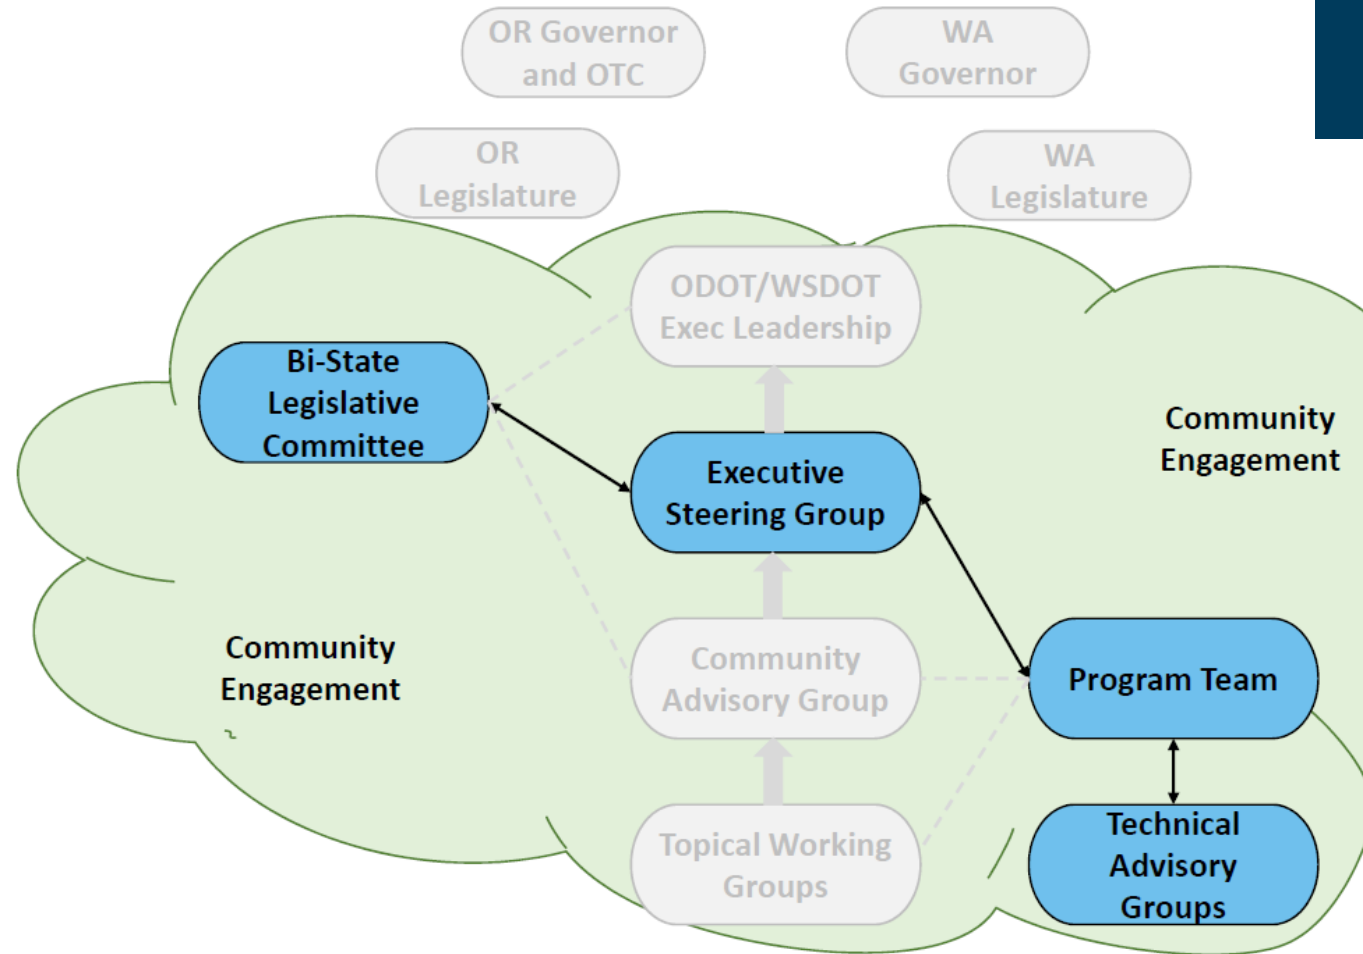 OR Governor
and OTC
WA
Governor
OR
Legislature
WA
Legislature
ODOT/WSDOT
Exec Leadership
Bi-State
Legislative
Committee
Community
Engagement
Executive
Steering Group
Community
Engagement
Community
Advisory Group
Program Team
Topical Working
Groups
Technical
Advisory
Groups